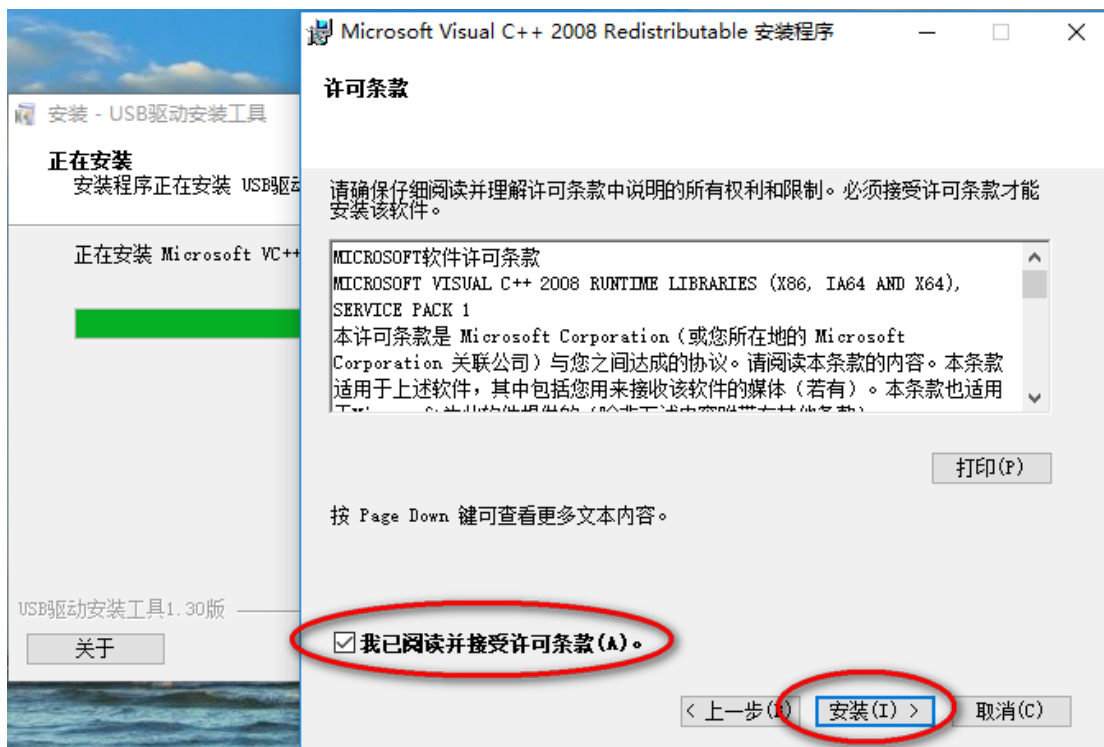 Microsoft Visual C++ 2008 Redistributable 安装程序
许可条款
安装 - USB驱动安装工具
正在安装
安装程序正在安装 USB驱
正在安装 Microsoft VC++
请确保仔细阅读并理解许可条款中说明的所有权利和限制。必须接受许可条款才能
安装该软件。
MICROSOFT软件许可条款
MICROSOFT VISUAL C++ 2008 RUNTIME LIBRARIES (X86, IA64 AND X64),
SERVICE PACK 1
本许可条款是 Microsoft Corporation（或您所在地的 Microsoft
Corporation 关联公司）与您之间达成的协议。请阅读本条款的内容。本条款
适用于上述软件，其中包括您用来接收该软件的媒体（若有）。本条款也适用
打印(P)
按 Page Down 键可查看更多文本内容。
USB驱动安装工具1.30版
关于
我已阅读并接受许可条款(A)。
< 上一步(B)
安装(I) >
取消(C)